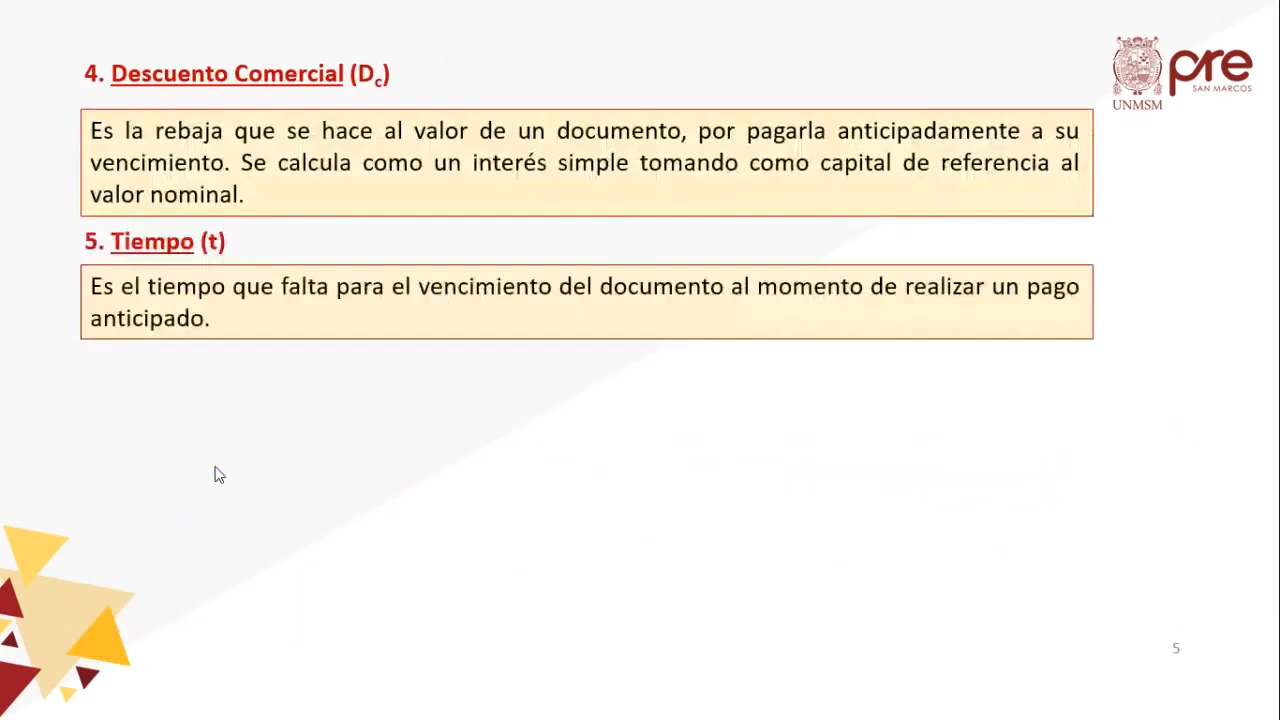 4. Descuento Comercial (Dc)
Es la rebaja que se hace al valor de un documento, por pagarla anticipadamente a su
vencimiento. Se calcula como un interés simple tomando como capital de referencia al
valor nominal.
5. Tiempo (t)
Es el tiempo que falta para el vencimiento del documento al momento de realizar un pago
anticipado.
UNMSM
pre
SAN MARCOS
5